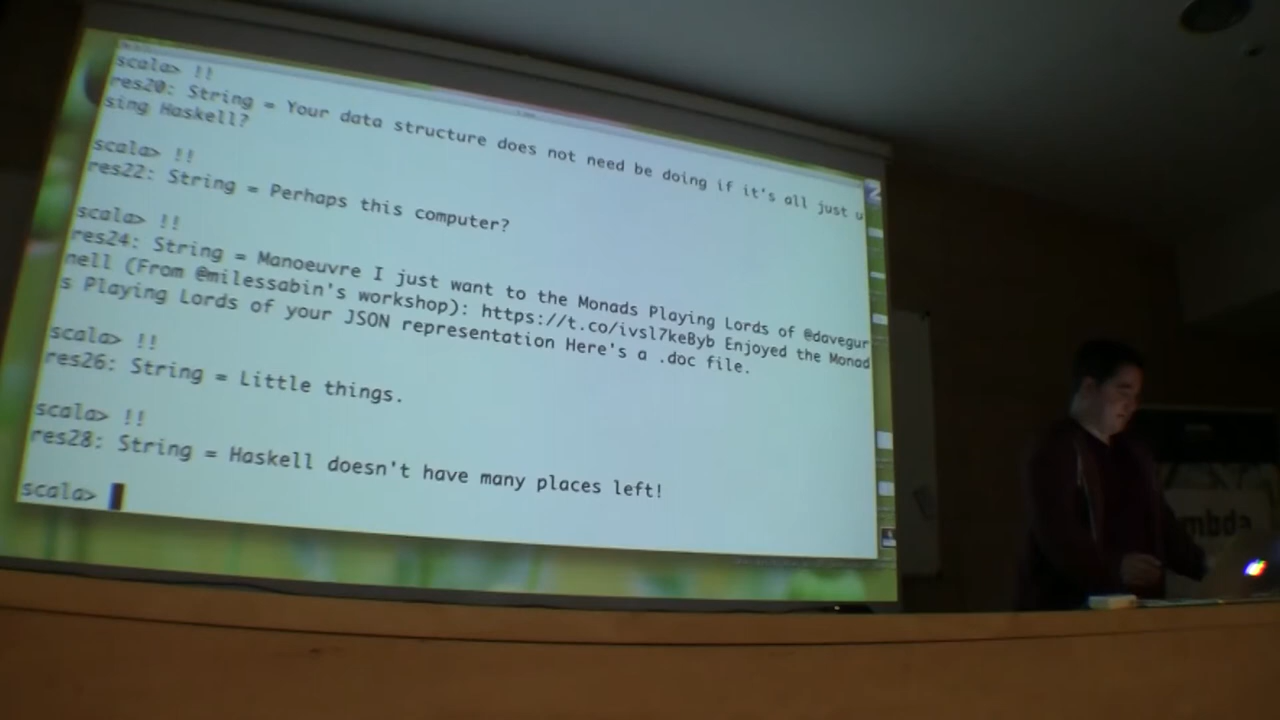 scala> !!
res20: String = Your data structure does not need be doing if it's all just u
sing Haskell?
scala> !!
res22: String = Perhaps this computer?
scala> !!
res24: String = Manoeuvre I just want to the Monads Playing Lords of @davegur
nell (From @milessabin's workshop): https://t.co/ivsl7keByb Enjoyed the Monad
s Playing Lords of your JSON representation Here's a .doc file.
scala> !!
res26: String = Little things.
scala> !!
res28: String = Haskell doesn't have many places left!
scala>
mbda